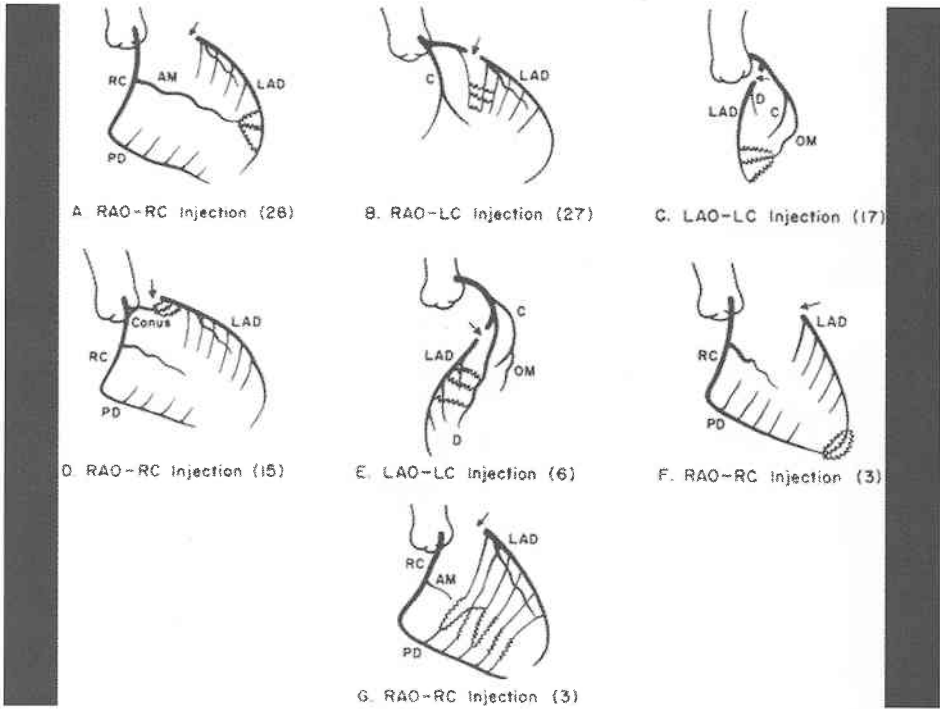 RC
AM
LAD
PD
A. RAO-RC Injection (26)
C
LAD
B. RAO-LC Injection (27)
LAD
D
C
OM
C. LAO-LC Injection (17)
Conus
LAD
RC
PD
D. RAO-RC Injection (15)
C
LAD
OM
D
E. LAO-LC Injection (6)
LAD
RC
PD
F. RAO-RC Injection (3)
LAD
RC
AM
PD
G. RAO-RC Injection (3)